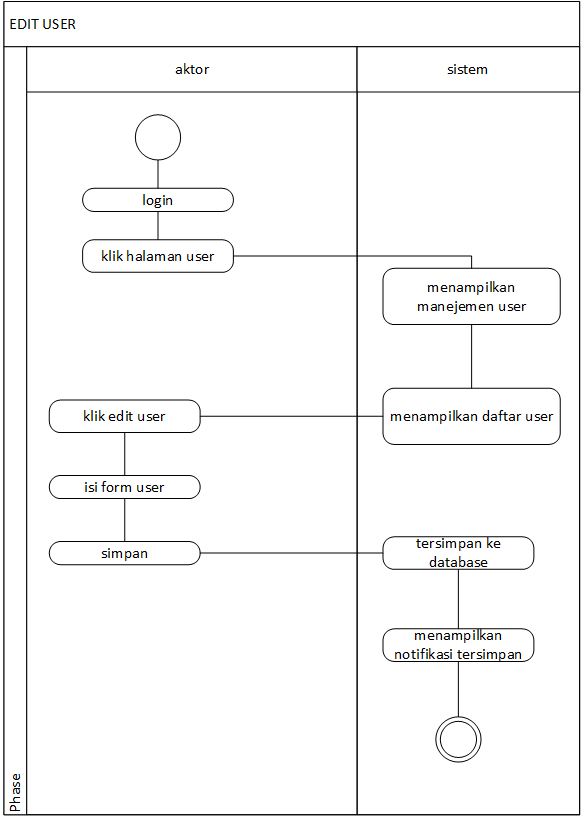 EDIT USER
aktor
sistem
login
klik halaman user
menampilkan
manejemen user
klik edit user
menampilkan daftar user
isi form user
simpan
tersimpan ke
database
menampilkan
notifikasi tersimpan
Phase